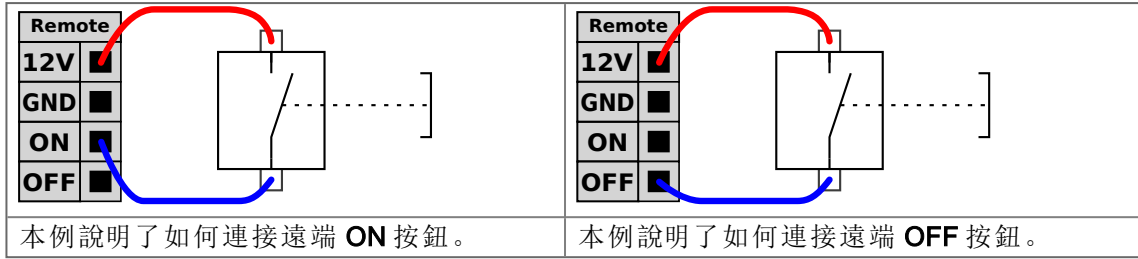 Remote
12V
GND
ON
OFF
本例說明了如何連接遠端 ON 按鈕。
Remote
12V
GND
ON
OFF
本例說明了如何連接遠端 OFF 按鈕。